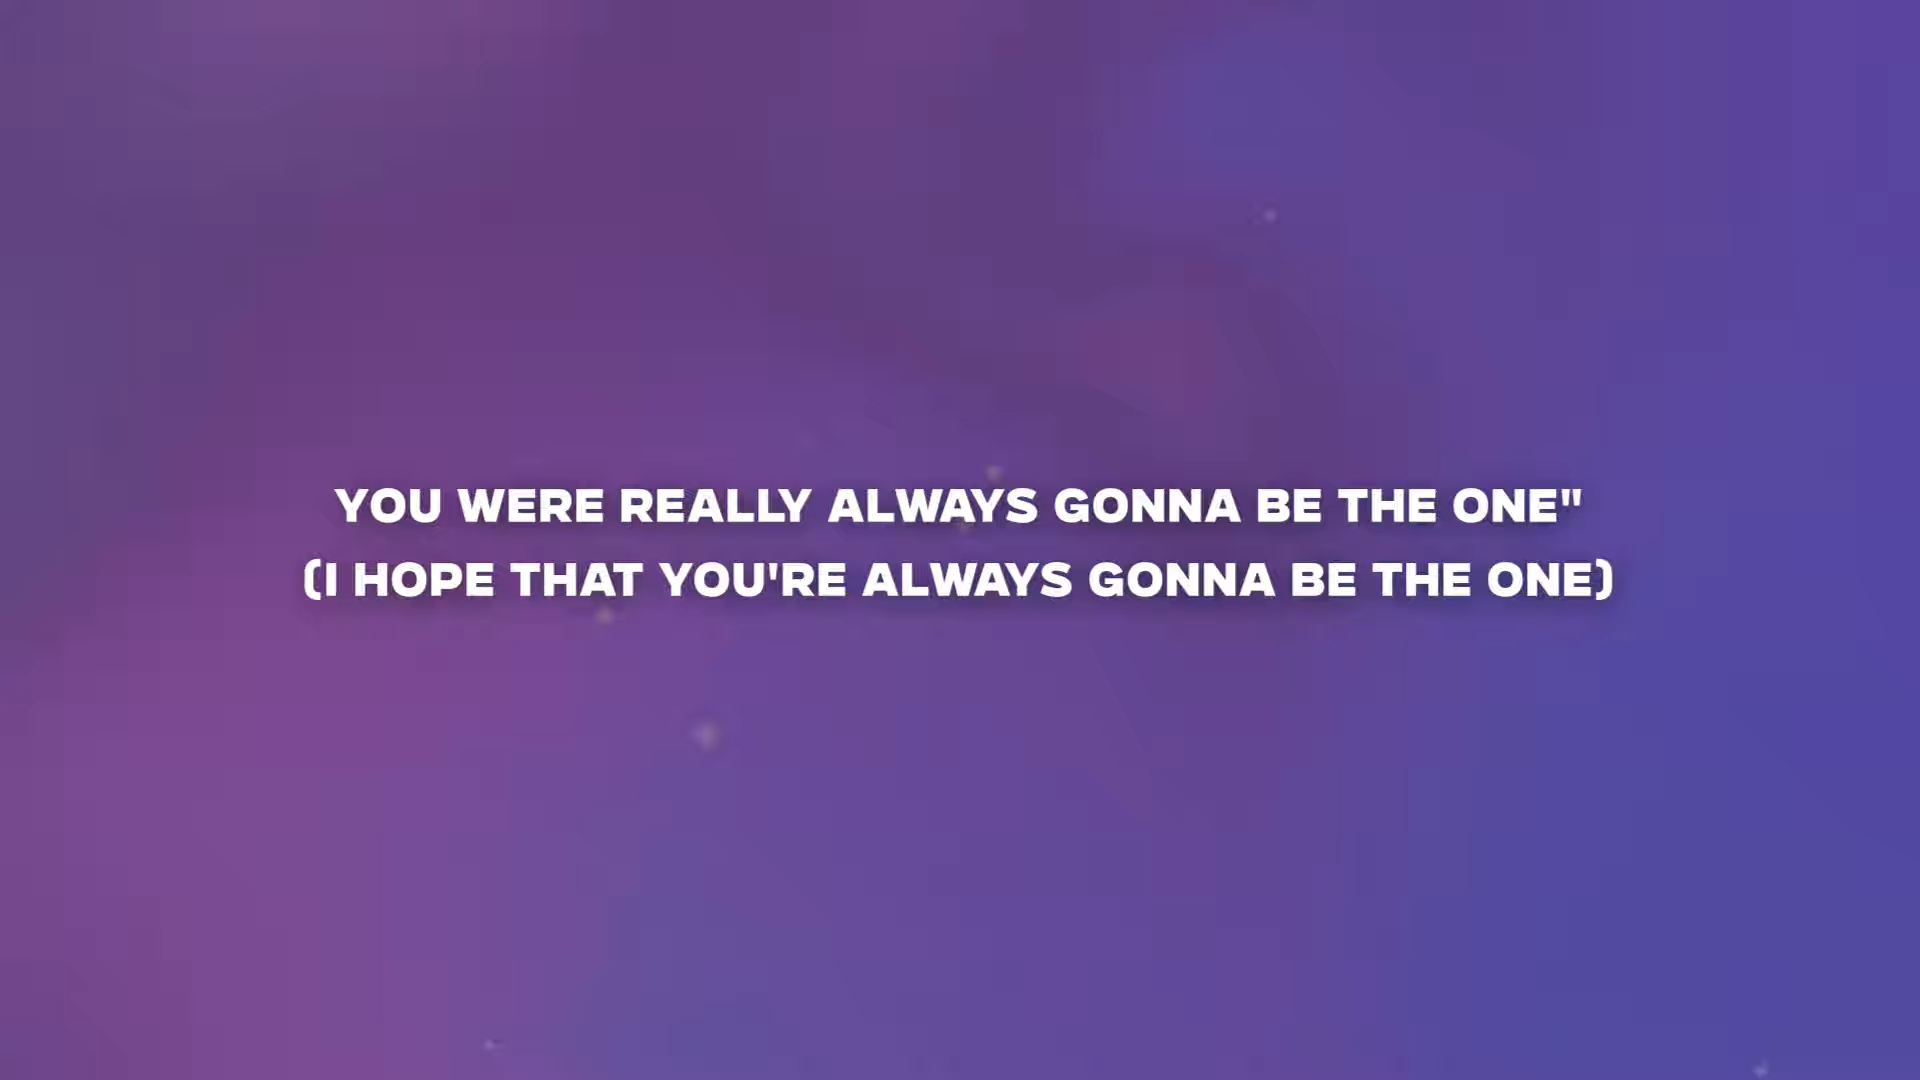 YOU WERE REALLY ALWAYS GONNA BE THE ONE"
(I HOPE THAT YOU'RE ALWAYS GONNA BE THE ONE)